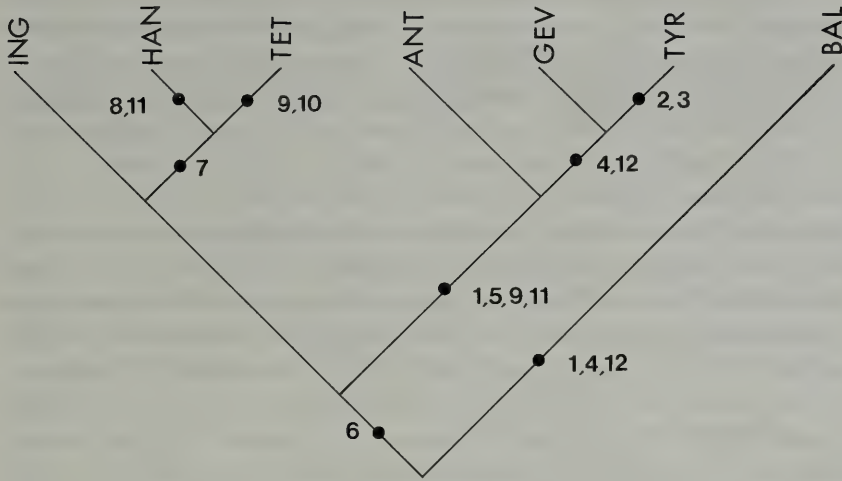 ING
HAN
TET
ANT
GEV
TYR
BAL
8,11
9,10
2,3
7
4,12
1,5,9,11
1,4,12
6